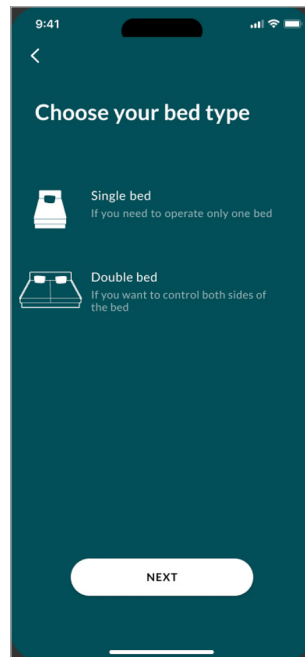 9:41
Choose your bed type
Single bed
If you need to operate only one bed
Double bed
If you want to control both sides of
the bed
NEXT